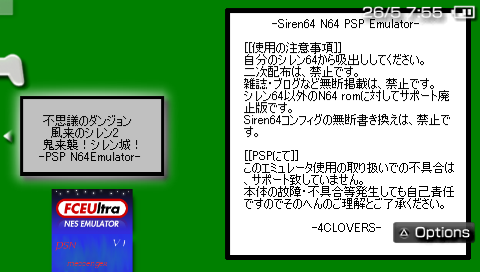 26/5 7:55
-Siren64 N64 PSP Emulator-
[[使用の注意事項]]
自分のシレン64から吸出ししてください。
二次配布は、禁止です。
雑誌・ブログなど無断掲載は、禁止です。
シレン64以外のN64 romに対してサポート廃
止版です。
Siren64コンフィグの無断書き換えは、禁止で
す。
[[PSPにて]]
このエミュレータ使用の取り扱いでの不具合は
、サポート致していません。
本体の故障・不具合等発生しても自己責任
ですのでそのへんのご理解とご了承ください。
-4CLOVERS-
不思議のダンジョン
風来のシレン2
鬼来襲!シレン城!
-PSP N64Emulator-
FCEUltra
NES EMULATOR
V1
△ Options